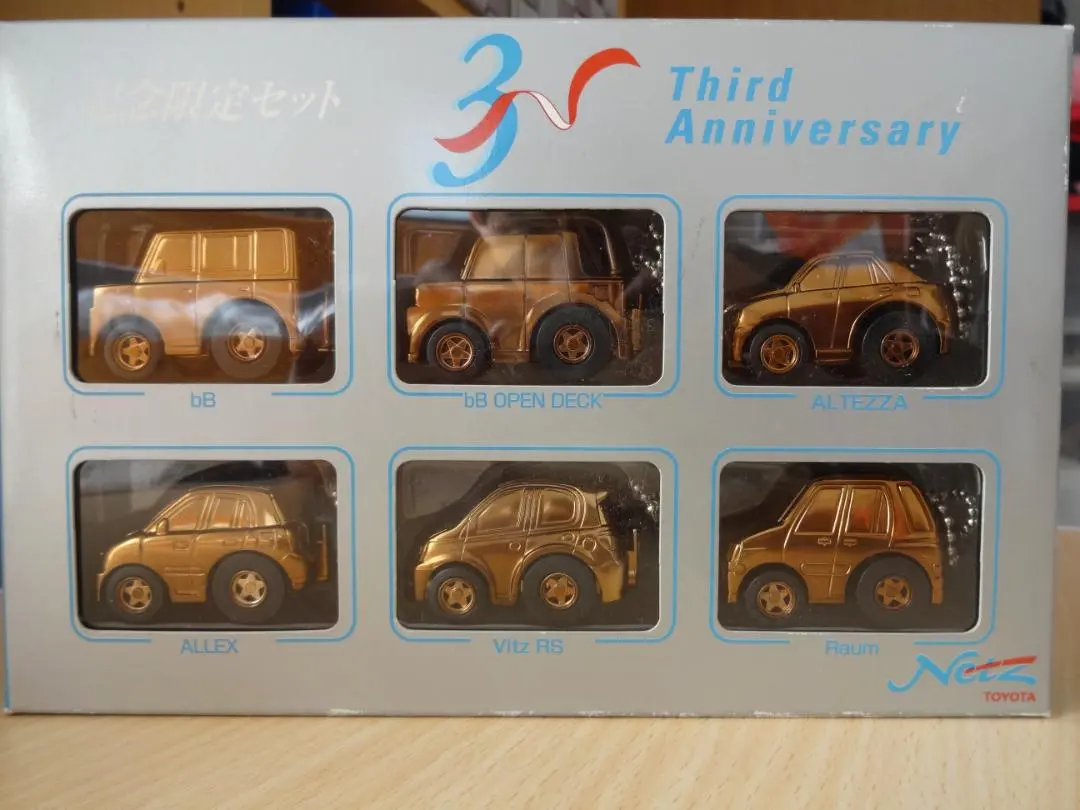 念限定セット
3
Third
Anniversary
bB
bB OPEN DECK
ALTEZZA
ALLEX
Vitz RS
Raum
Netz
TOYOTA